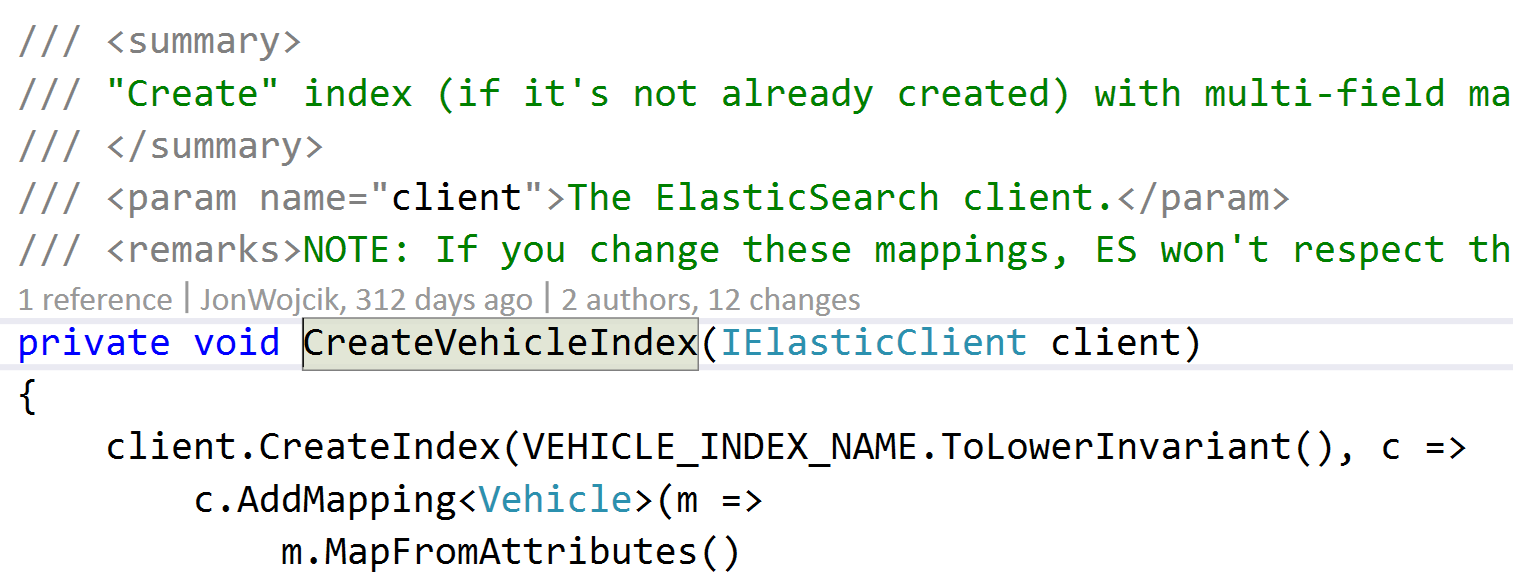 /// <summary>
/// "Create" index (if it's not already created) with multi-field ma
/// </summary>
/// <param name="client">The ElasticSearch client.</param>
/// <remarks>NOTE: If you change these mappings, ES won't respect th
1 reference | JonWojcik, 312 days ago | 2 authors, 12 changes
private void CreateVehicleIndex(IElasticClient client)
{
    client.CreateIndex(VEHICLE_INDEX_NAME.ToLowerInvariant(), c =>
        c.AddMapping<Vehicle>(m =>
            m.MapFromAttributes()